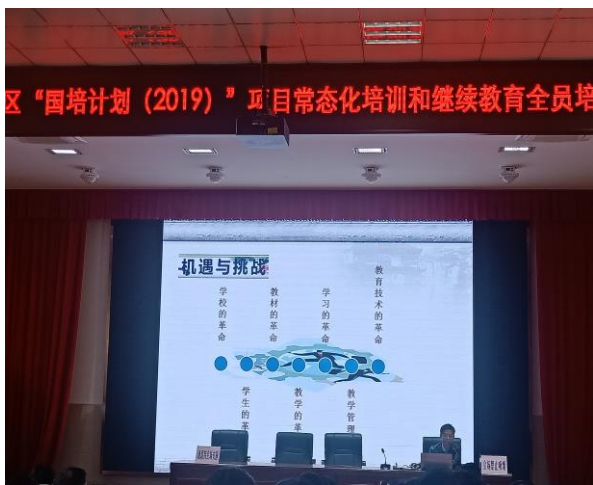 区“国培计划（2019）”项目常态化培训和继续教育全员培
机遇与挑战
学校的革命
教材的革命
学习的革命
教育技术的革命
学生的革
教学的革
教学管理